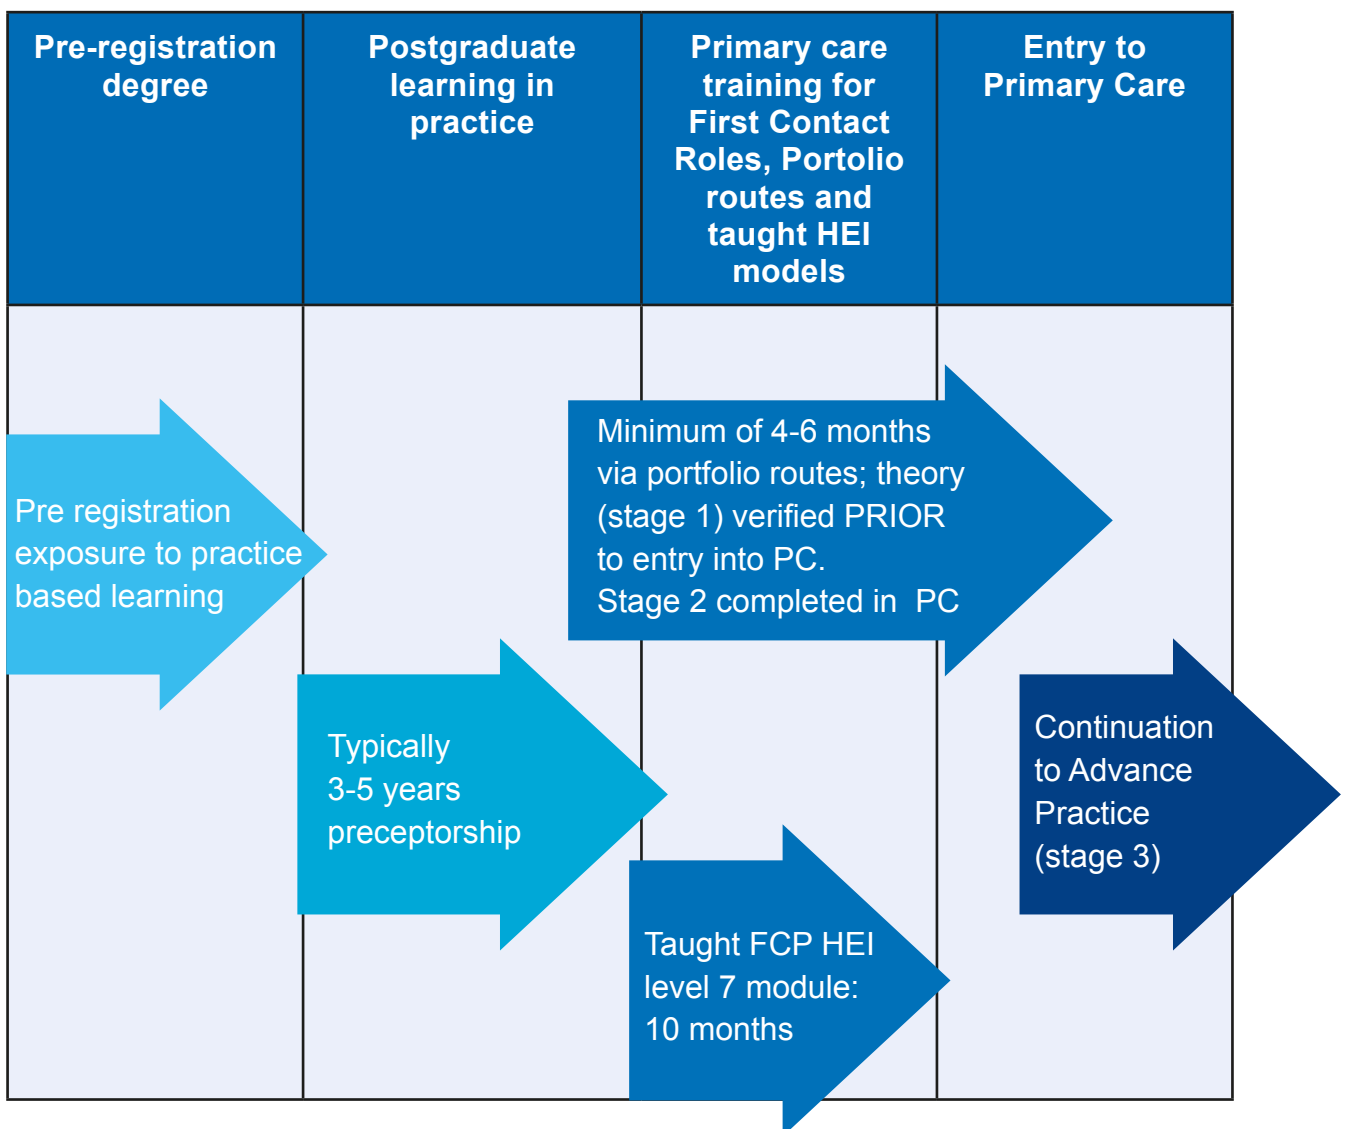 Pre-registration
degree
Postgraduate
learning in
practice
Primary care
training for
First Contact
Roles, Portolio
routes and
taught HEI
models
Entry to
Primary Care
Pre registration
exposure to practice
based learning
Typically
3-5 years
preceptorship
Minimum of 4-6 months
via portfolio routes; theory
(stage 1) verified PRIOR
to entry into PC.
Stage 2 completed in  PC
Taught FCP HEI
level 7 module:
10 months
Continuation
to Advance
Practice
(stage 3)